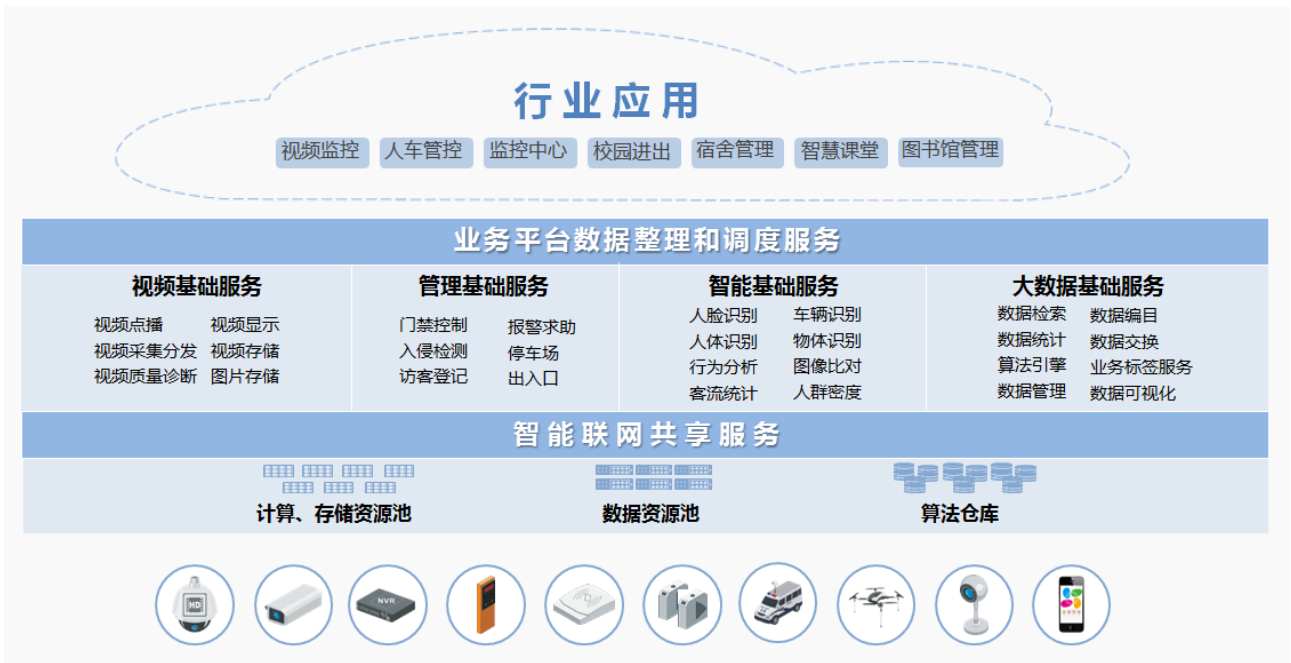 行业应用
视频监控 人车管控 监控中心 校园进出 宿舍管理 智慧课堂 图书馆管理
业务平台数据整理和调度服务
视频基础服务
视频点播 视频显示
视频采集分发 视频存储
视频质量诊断 图片存储
管理基础服务
门禁控制 报警求助
入侵检测 停车场
访客登记 出入口
智能基础服务
人脸识别 车辆识别
人体识别 物体识别
行为分析 图像比对
客流统计 人群密度
大数据基础服务
数据检索 数据编目
数据统计 数据交换
算法引擎 业务标签服务
数据管理 数据可视化
智能联网共享服务
计算、存储资源池 数据资源池 算法仓库
HD NVR